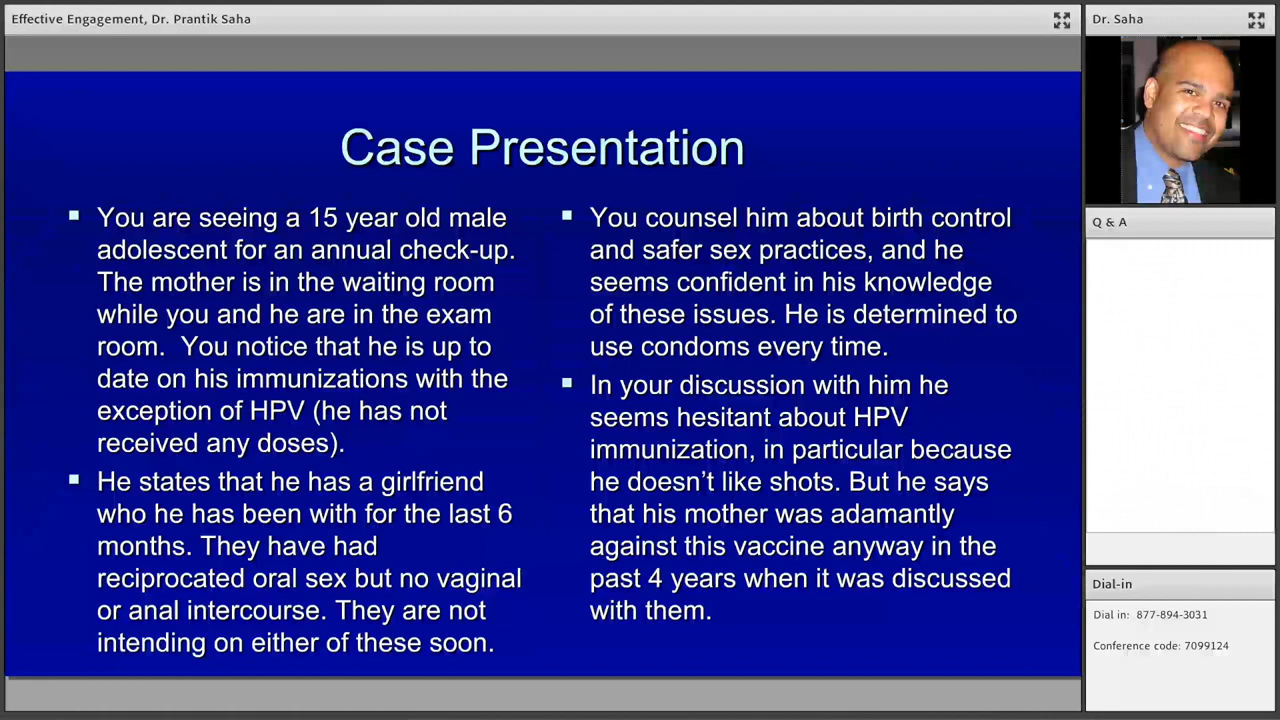 Effective Engagement, Dr. Prantik Saha
Case Presentation
You are seeing a 15 year old male
adolescent for an annual check-up.
The mother is in the waiting room
while you and he are in the exam
room.  You notice that he is up to
date on his immunizations with the
exception of HPV (he has not
received any doses).
He states that he has a girlfriend
who he has been with for the last 6
months. They have had
reciprocated oral sex but no vaginal
or anal intercourse. They are not
intending on either of these soon.
You counsel him about birth control
and safer sex practices, and he
seems confident in his knowledge
of these issues. He is determined to
use condoms every time.
In your discussion with him he
seems hesitant about HPV
immunization, in particular because
he doesn’t like shots. But he says
that his mother was adamantly
against this vaccine anyway in the
past 4 years when it was discussed
with them.
Dr. Saha
Q & A
Dial-in
Dial in:  877-894-3031
Conference code: 7099124